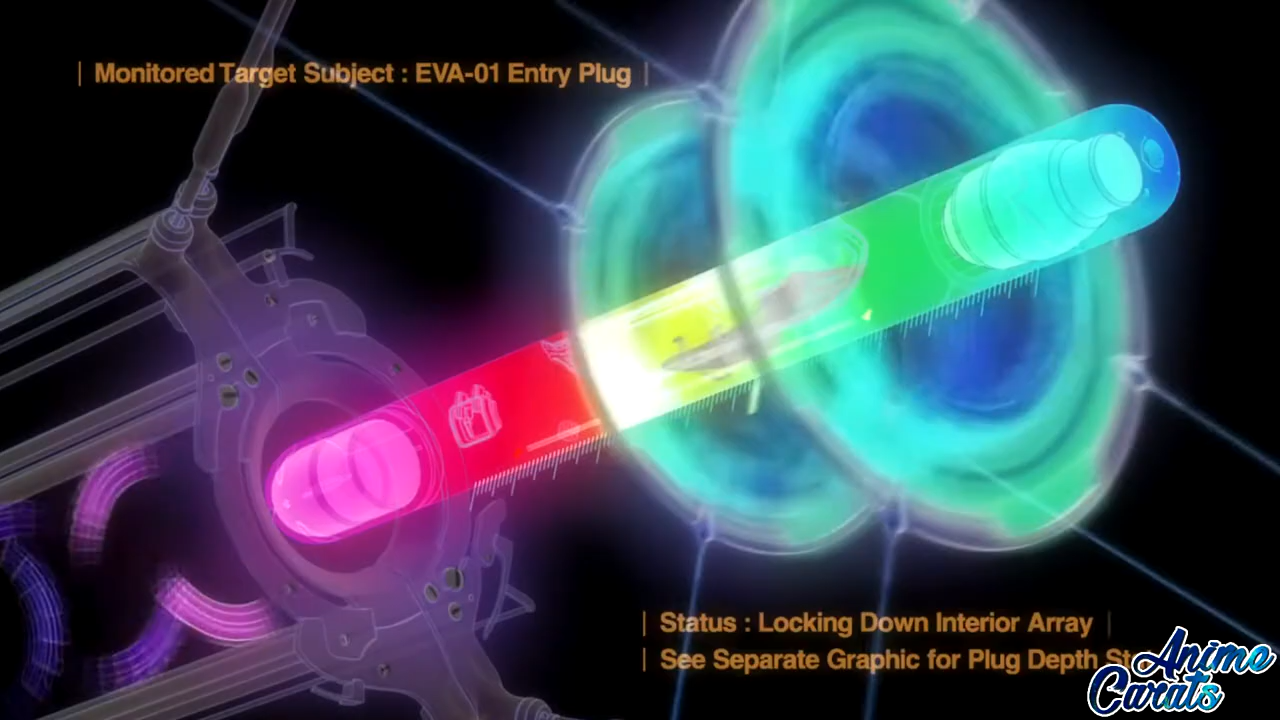 Monitored Target Subject : EVA-01 Entry Plug
Status : Locking Down Interior Array
See Separate Graphic for Plug Depth
Anime
Carats